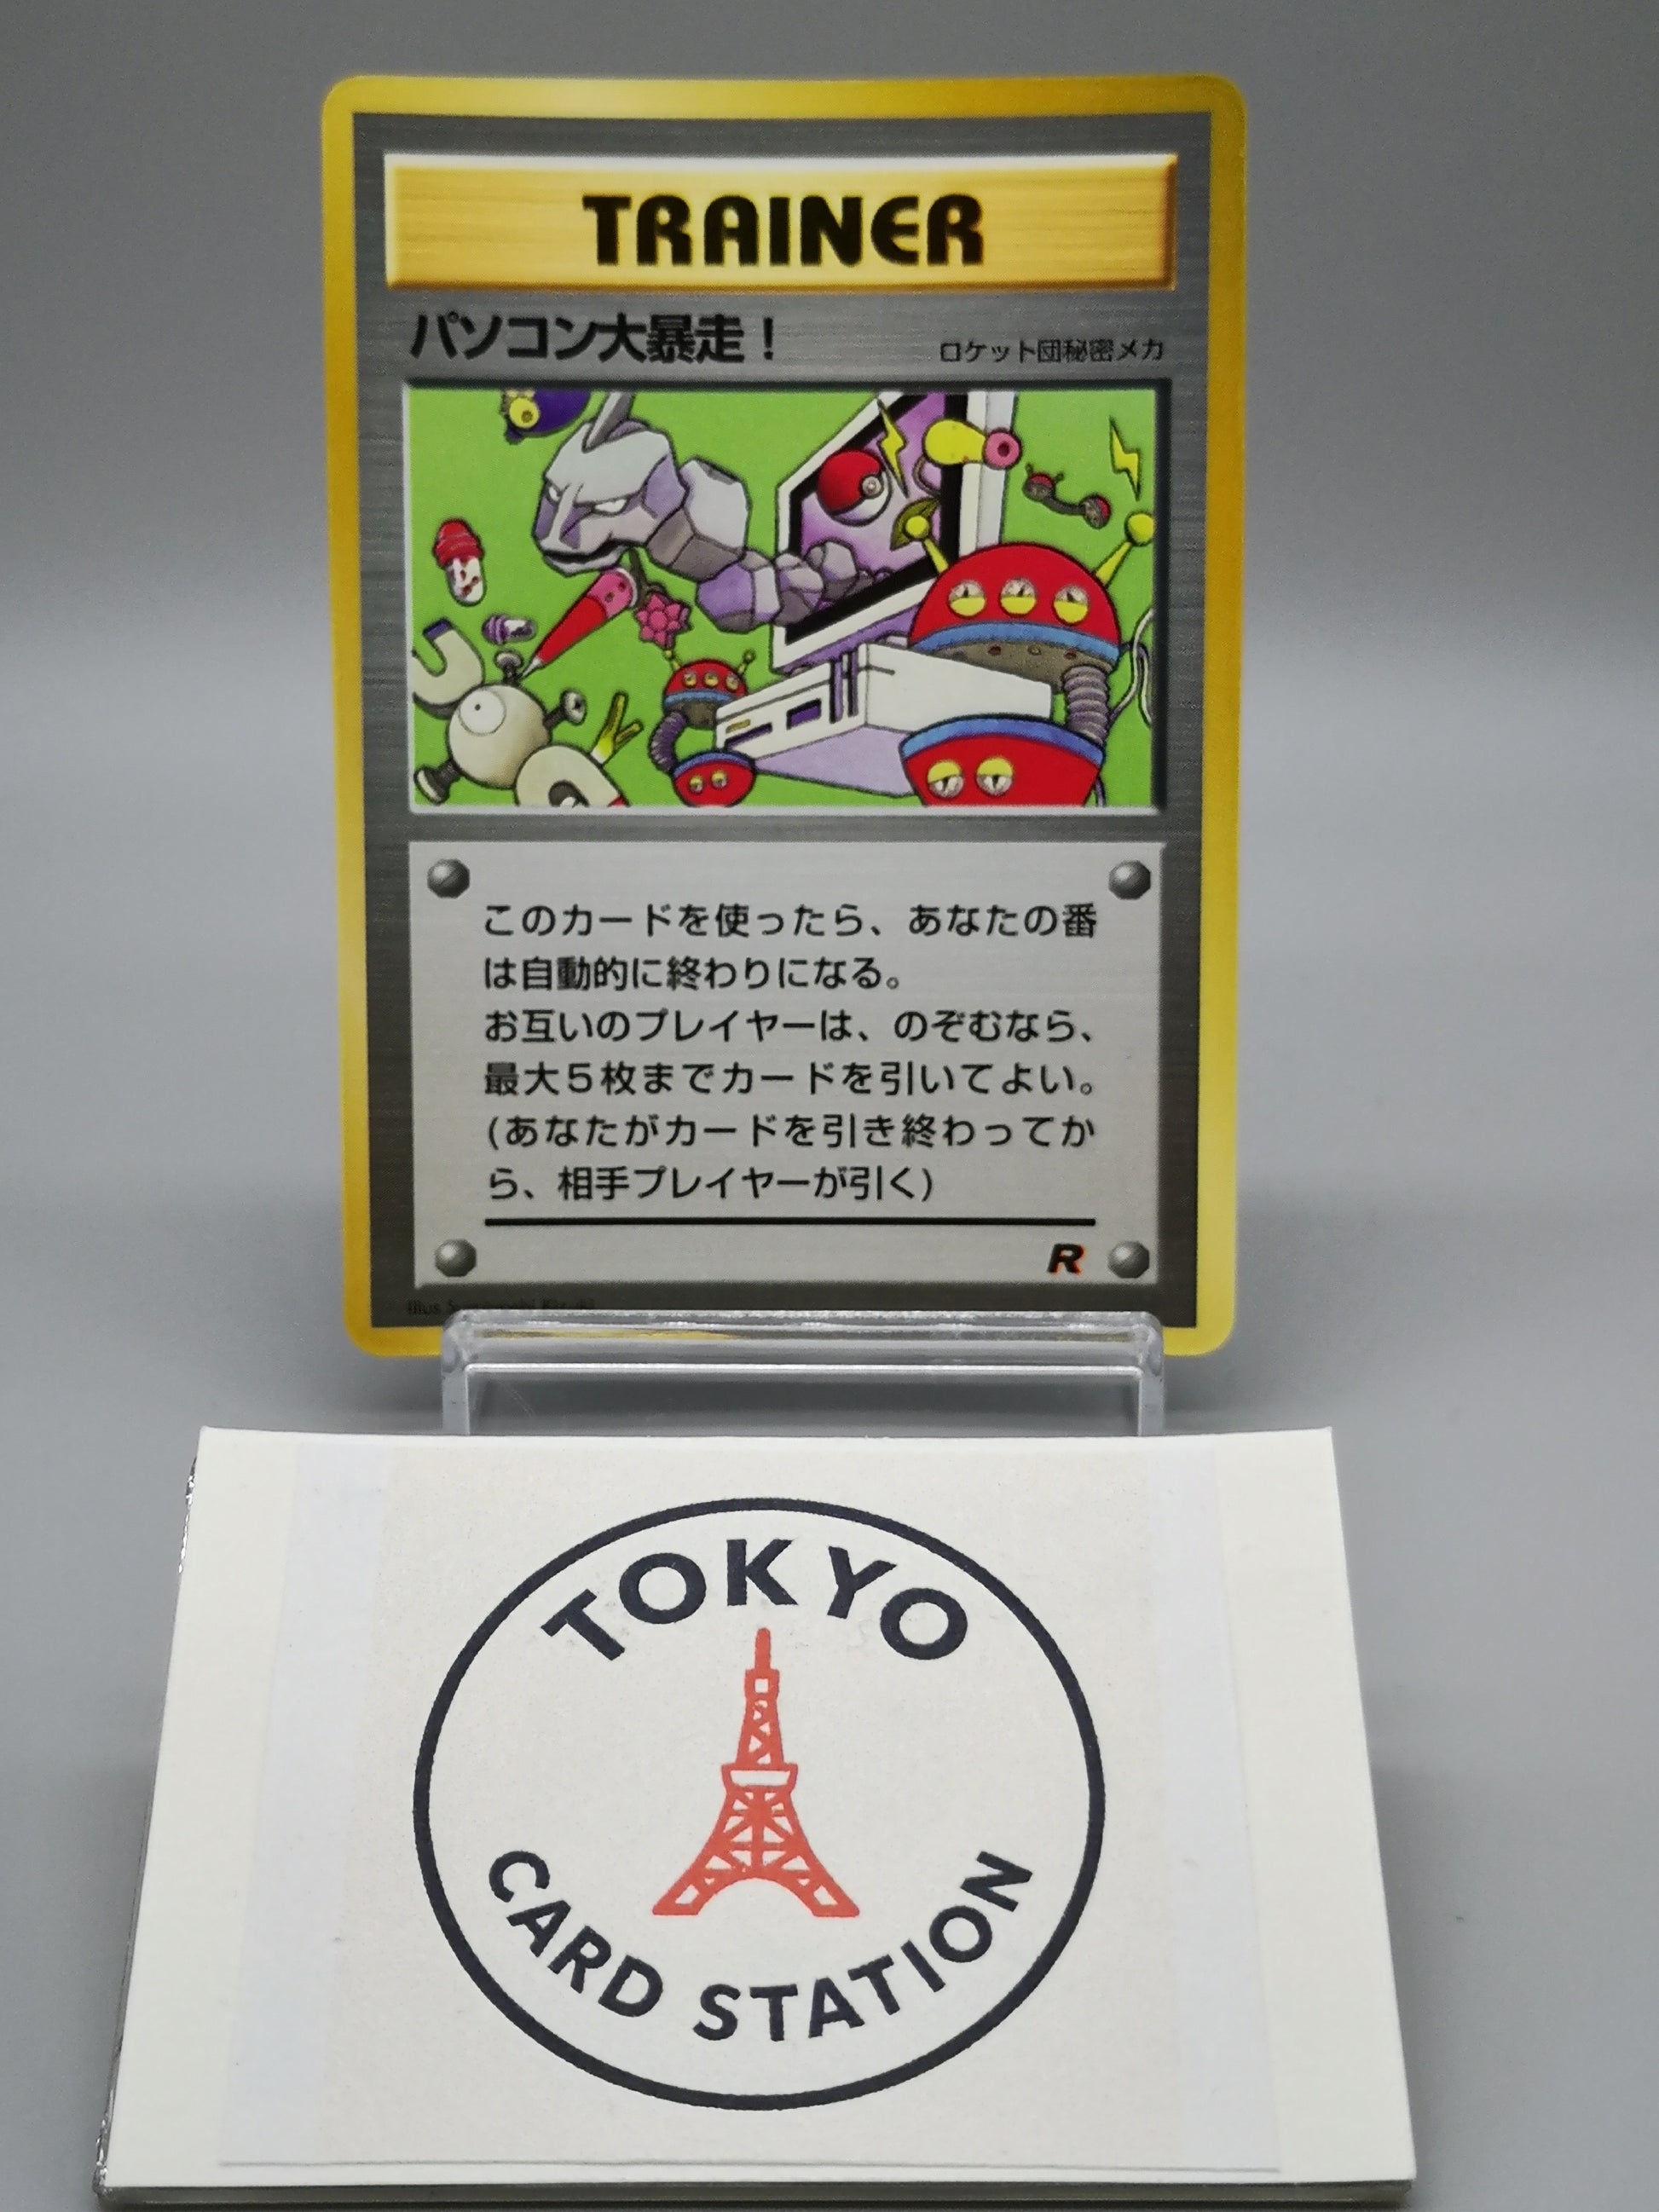 TRAINER
パソコン大暴走！
ロケット団秘密メカ
このカードを使ったら、あなたの番
は自動的に終わりになる。
お互いのプレイヤーは、のぞむなら、
最大5枚までカードを引いてよい。
(あなたがカードを引き終わってか
ら、相手プレイヤーが引く)
R
Illus.
TOKYO
CARD STATION